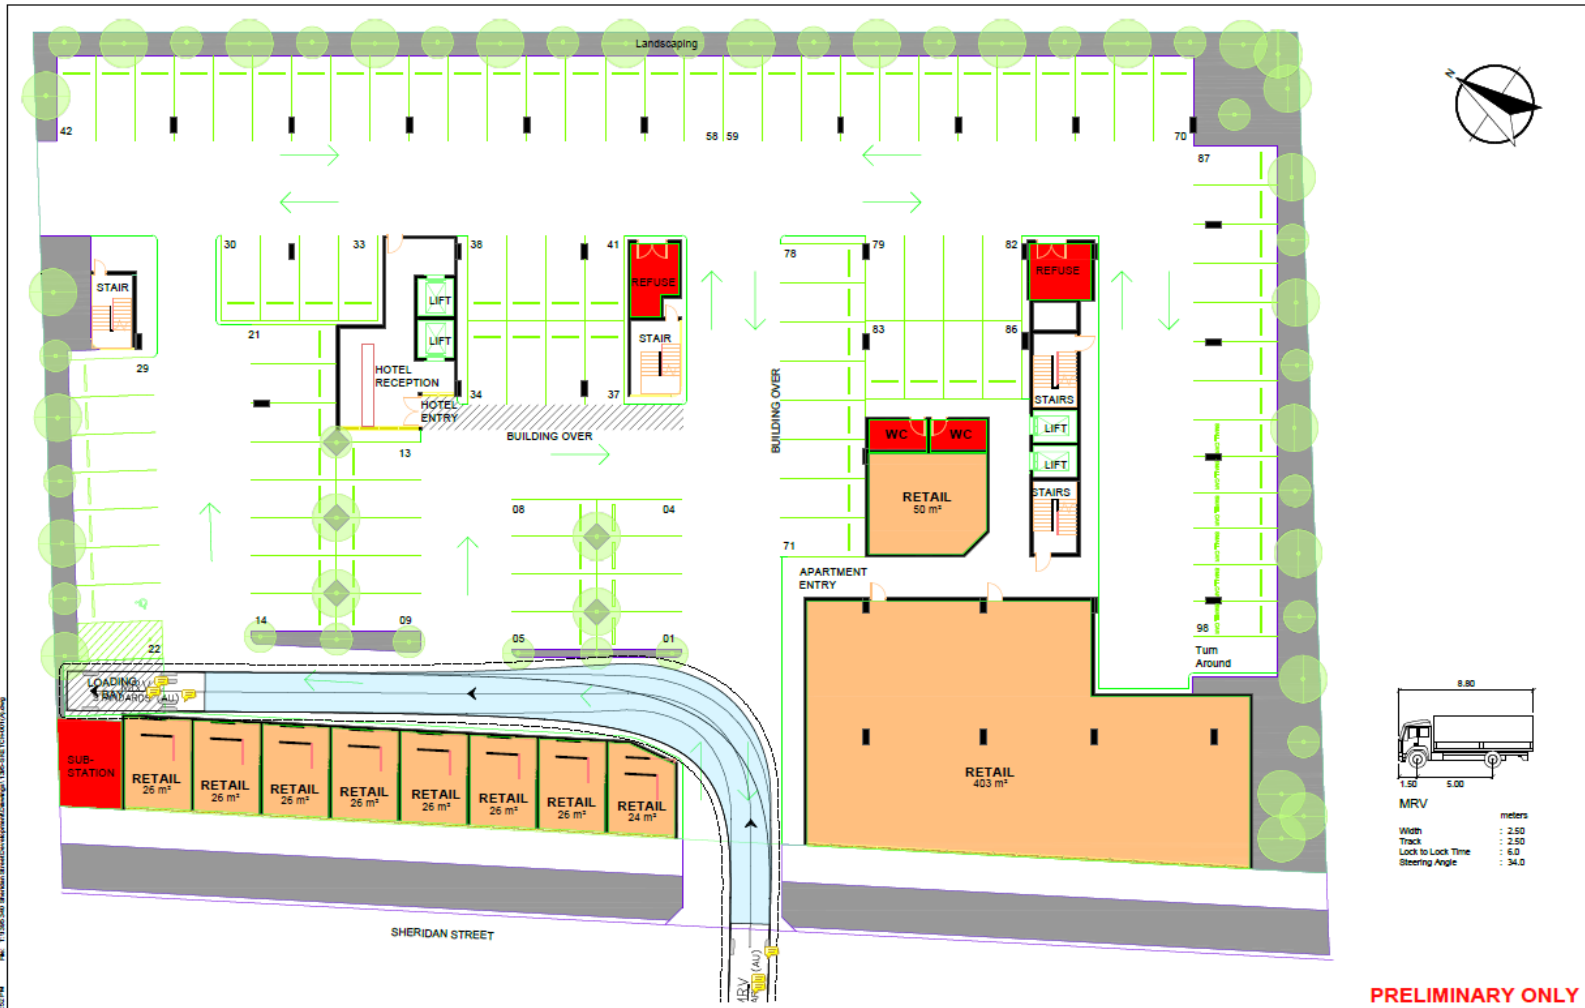 Landscaping
N
42
58 59
70
87
30
33
38
41
78
79
82
REFUSE
REFUSE
STAIR
LIFT
LIFT
21
29
STAIR
83
86
HOTEL
RECEPTION
HOTEL
ENTRY
34
37
BUILDING OVER
BUILDING OVER
13
STAIRS
LIFT
LIFT
STAIRS
WC
WC
RETAIL
50 m²
08
04
71
APARTMENT
ENTRY
14
09
05
01
22
98
Turn
Around
LOADING
BAY
(AU)
SUB-
STATION
RETAIL
26 m²
RETAIL
26 m²
RETAIL
26 m²
RETAIL
26 m²
RETAIL
26 m²
RETAIL
26 m²
RETAIL
26 m²
RETAIL
24 m²
RETAIL
403 m²
SHERIDAN STREET
MRV
(AU)
8.80
1.50
5.00
MRV
meters
Width : 2.50
Track : 2.50
Lock to Lock Time : 6.0
Steering Angle : 34.0
PRELIMINARY ONLY